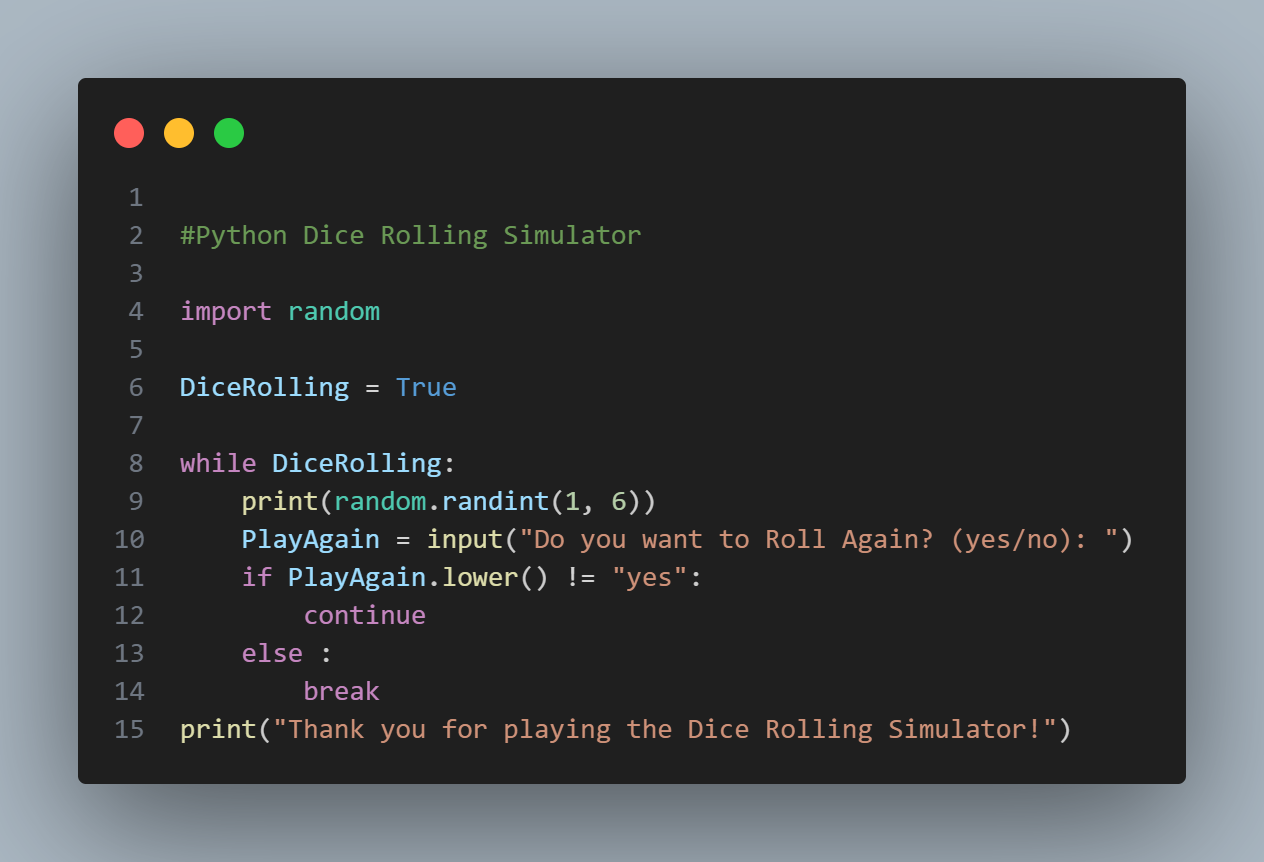 1
2 #Python Dice Rolling Simulator
3
4 import random
5
6 DiceRolling = True
7
8 while DiceRolling:
9     print(random.randint(1, 6))
10     PlayAgain = input("Do you want to Roll Again? (yes/no): ")
11     if PlayAgain.lower() != "yes":
12         continue
13     else :
14         break
15 print("Thank you for playing the Dice Rolling Simulator!")